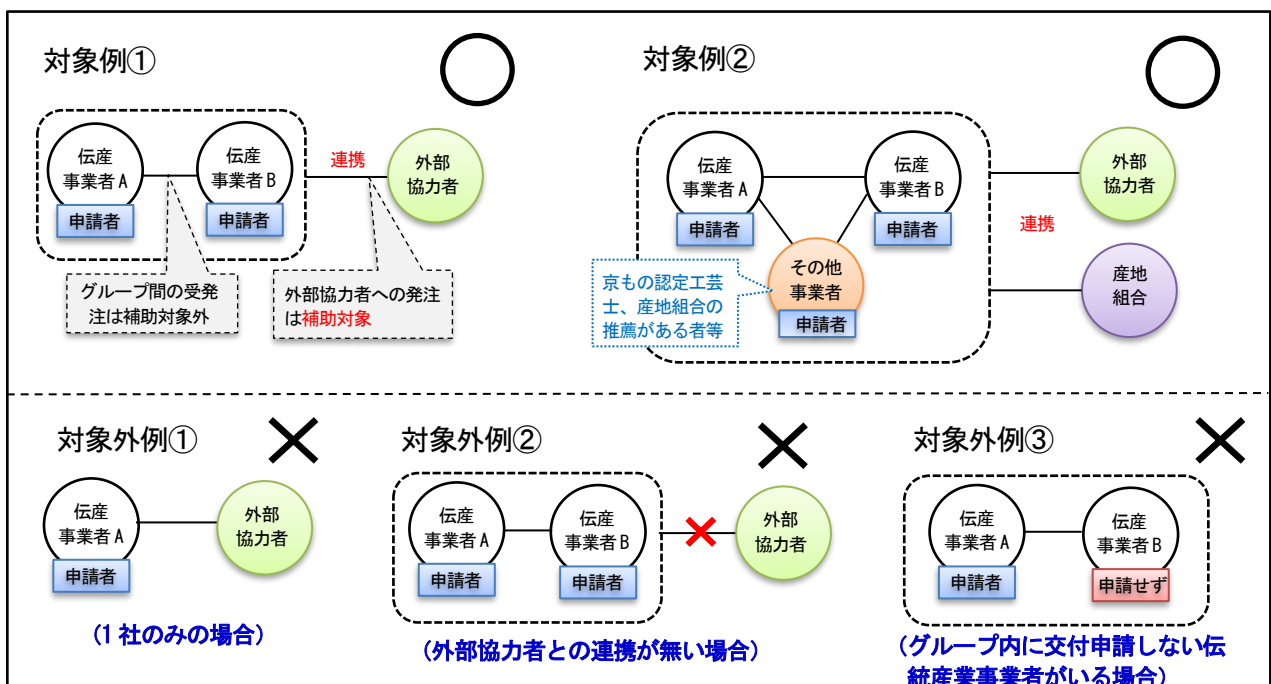 対象例①
伝産
事業者A
申請者
伝産
事業者B
申請者
連携
外部
協力者
グループ間の受発
注は補助対象外
外部協力者への発注
は補助対象
対象例②
伝産
事業者A
申請者
伝産
事業者B
申請者
その他
事業者
申請者
京もの認定工芸
士、産地組合の
推薦がある者等
外部
協力者
連携
産地
組合
対象外例①
伝産
事業者A
申請者
外部
協力者
(1社のみの場合)
対象外例②
伝産
事業者A
申請者
伝産
事業者B
申請者
外部
協力者
(外部協力者との連携が無い場合)
対象外例③
伝産
事業者A
申請者
伝産
事業者B
申請せず
(グループ内に交付申請しない伝
統産業事業者がいる場合)